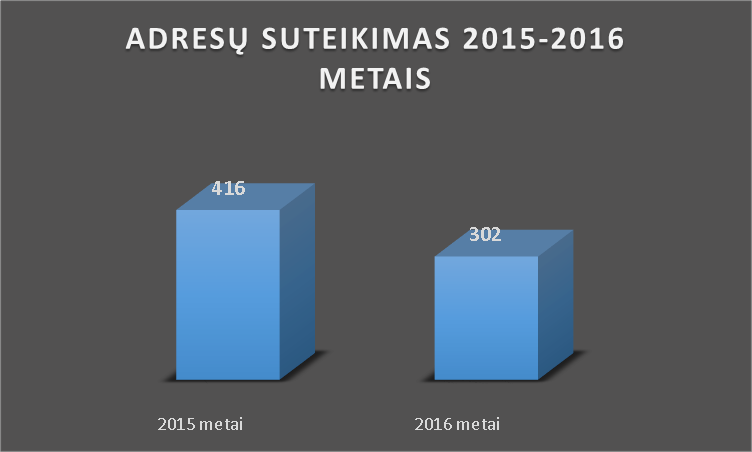 ADRESŲ SUTEIKIMAS 2015-2016
METAIS
416
302
2015 metai
2016 metai